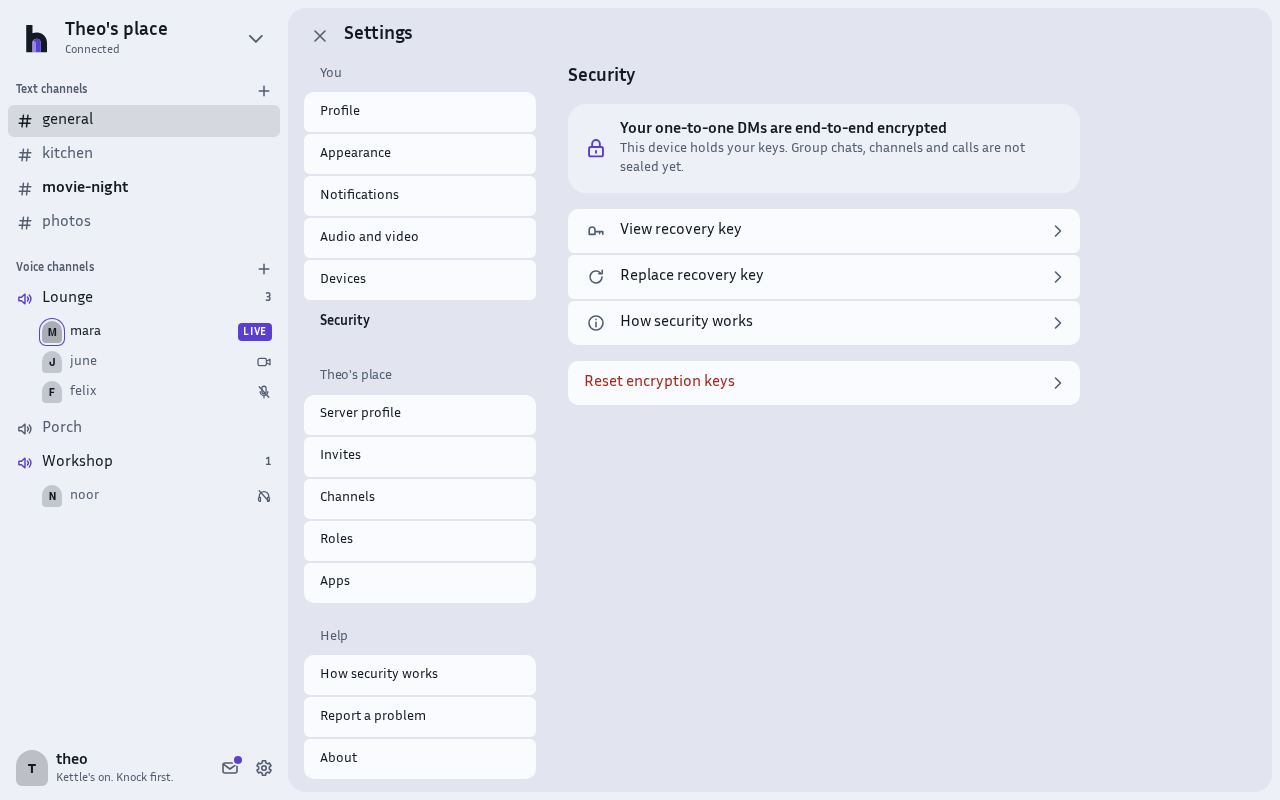 Theo's place
Connected
Text channels
general
kitchen
movie-night
photos
Voice channels
Lounge
3
M
mara
LIVE
J
june
F
felix
Porch
Workshop
1
N
noor
T
theo
Kettle's on. Knock first.
Settings
You
Profile
Appearance
Notifications
Audio and video
Devices
Security
Theo's place
Server profile
Invites
Channels
Roles
Apps
Help
How security works
Report a problem
About
Security
Your one-to-one DMs are end-to-end encrypted
This device holds your keys. Group chats, channels and calls are not
sealed yet.
View recovery key
Replace recovery key
How security works
Reset encryption keys